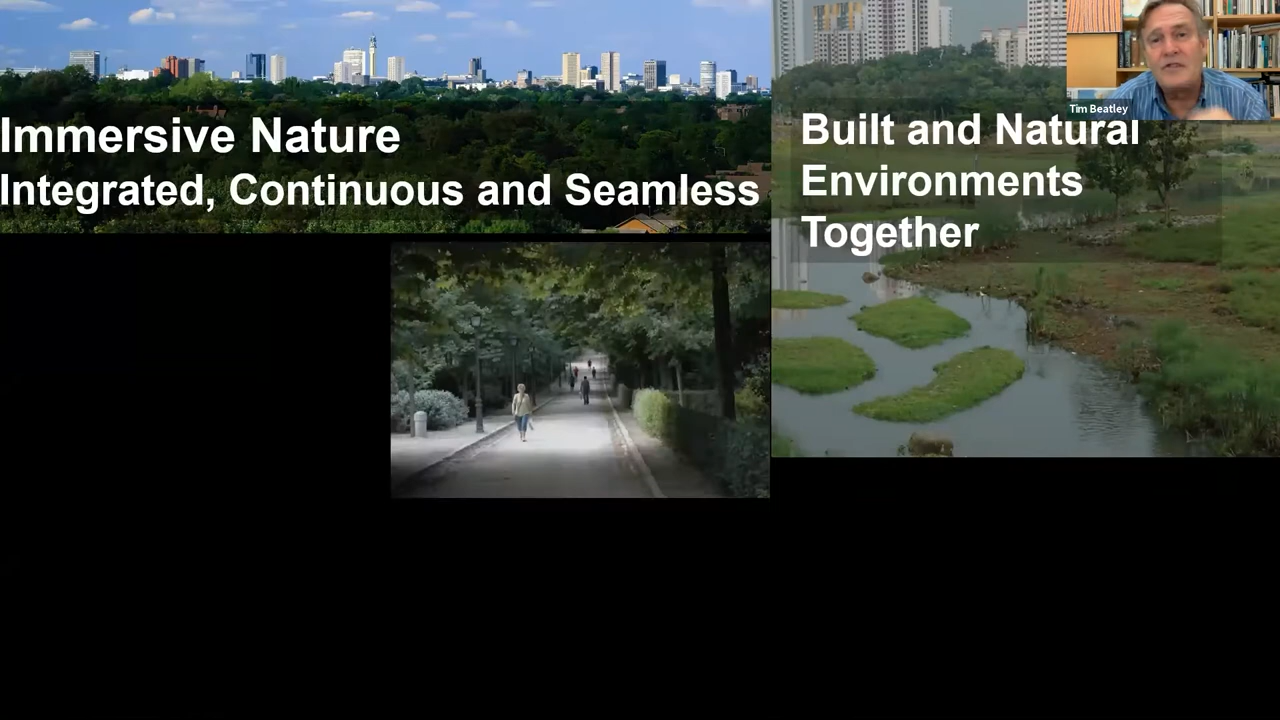 Immersive Nature
Integrated, Continuous and Seamless
Built and Natural
Environments
Together
Tim Beatley